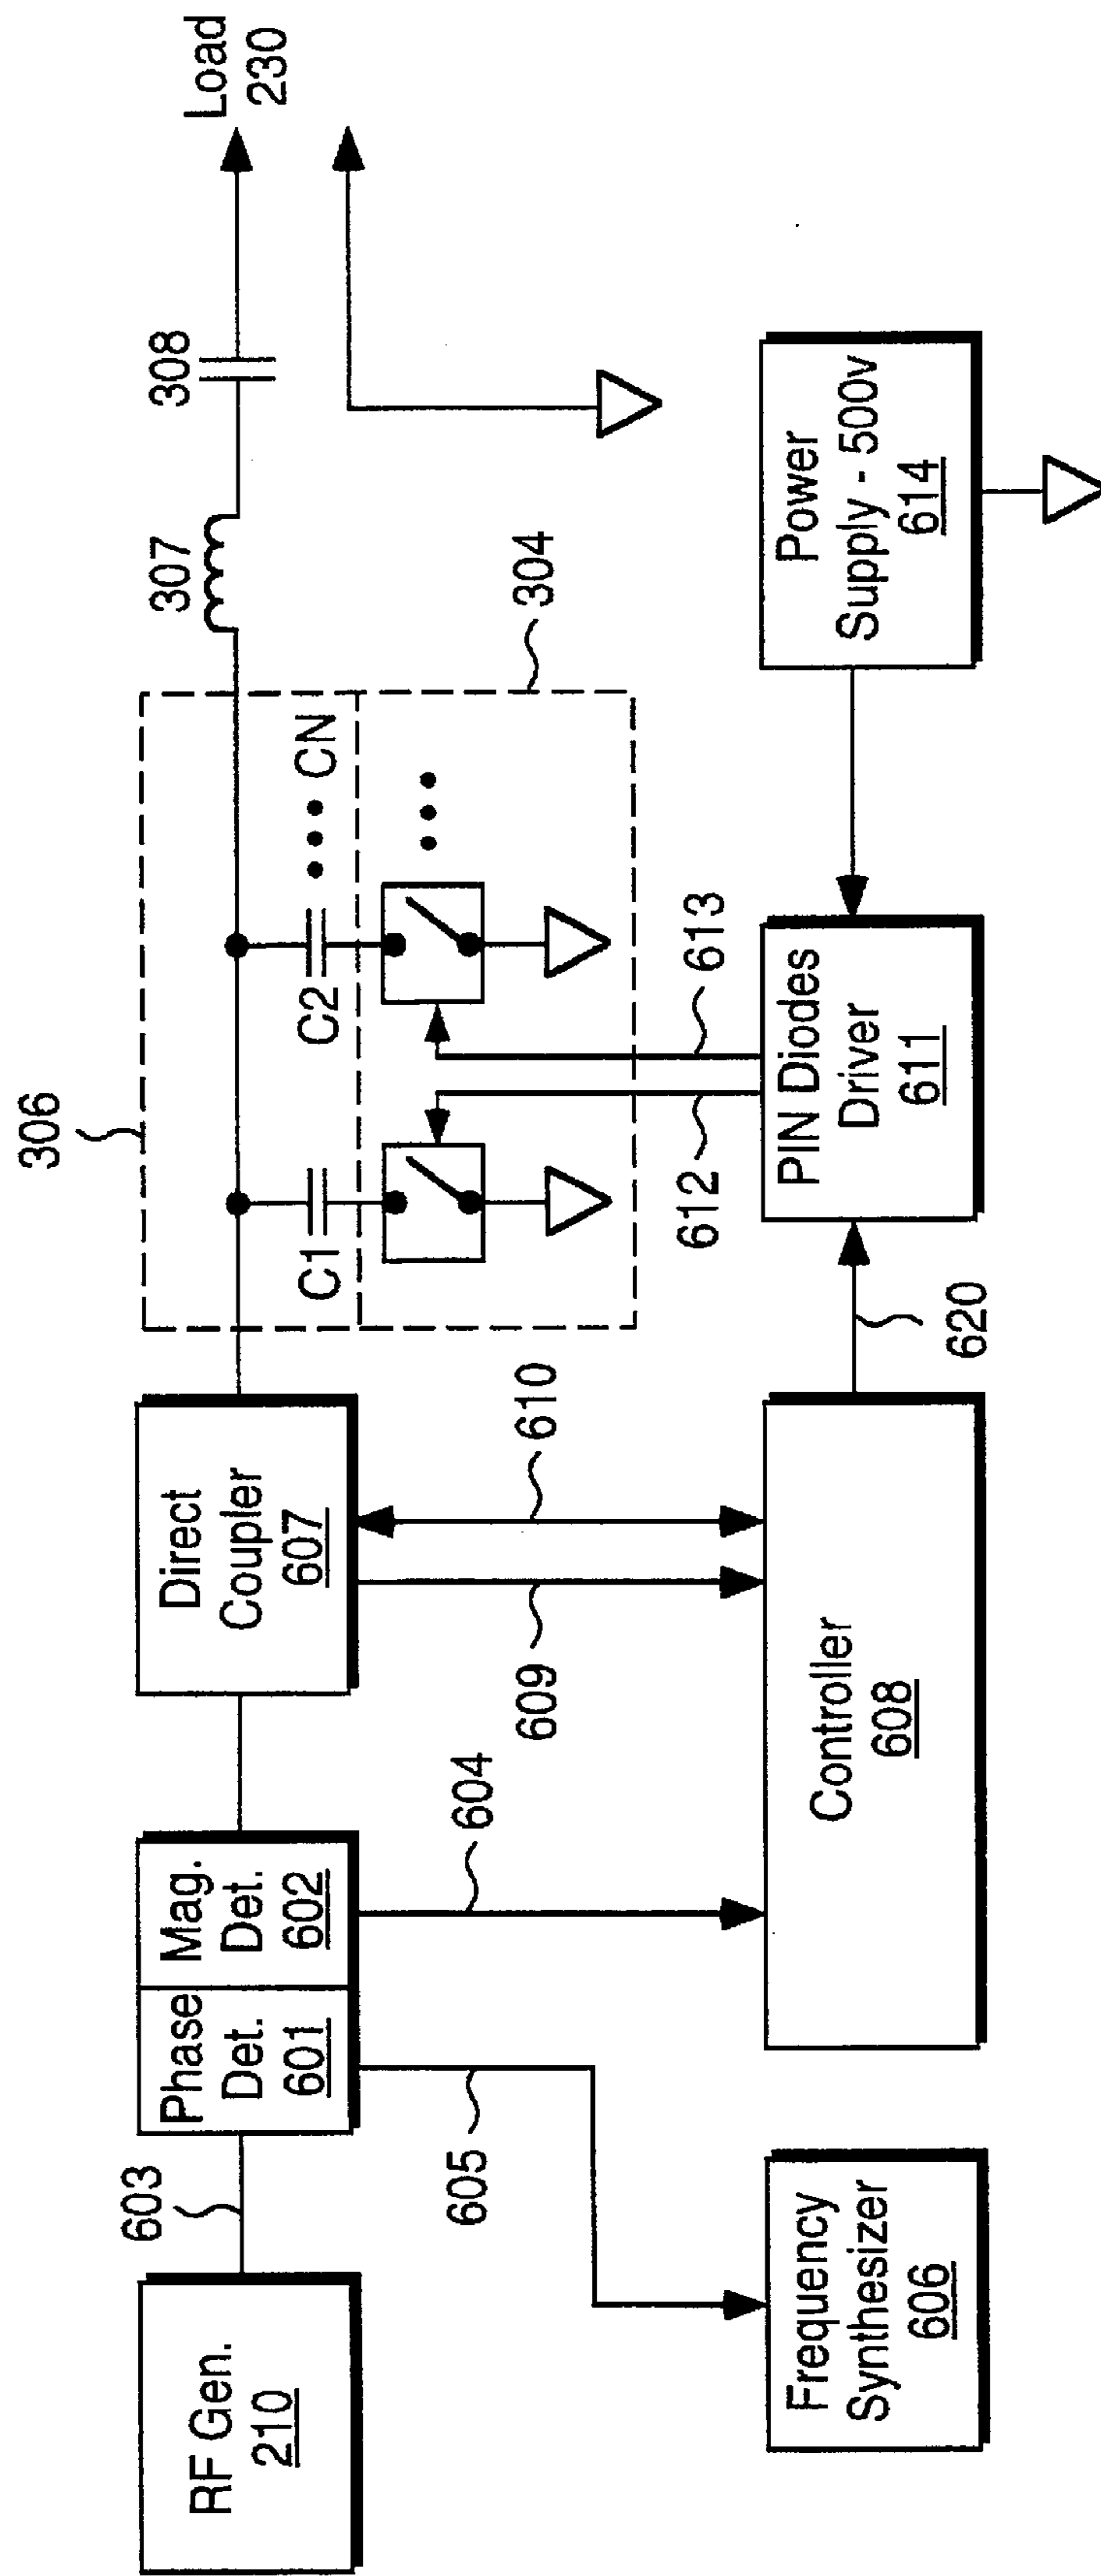 306
307
308
Load
230
RF Gen.
210
603
Phase
Det.
601
Mag.
Det.
602
Direct
Coupler
607
C1
C2
CN
304
605
604
609
610
612
613
Frequency
Synthesizer
606
Controller
608
620
PIN Diodes
Driver
611
Power
Supply - 500v
614